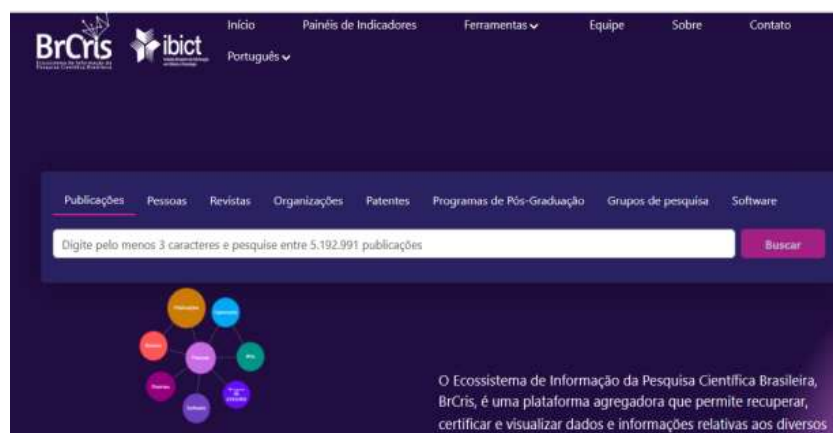 Início Painéis de Indicadores Ferramentas Equipe Sobre Contato
BrCris ibict Português
Publicações Pessoas Revistas Organizações Patentes Programas de Pós-Graduação Grupos de pesquisa Software
Digite pelo menos 3 caracteres e pesquise entre 5.192.991 publicações Buscar
O Ecossistema de Informação da Pesquisa Científica Brasileira,
BrCris, é uma plataforma agregadora que permite recuperar,
certificar e visualizar dados e informações relativas aos diversos